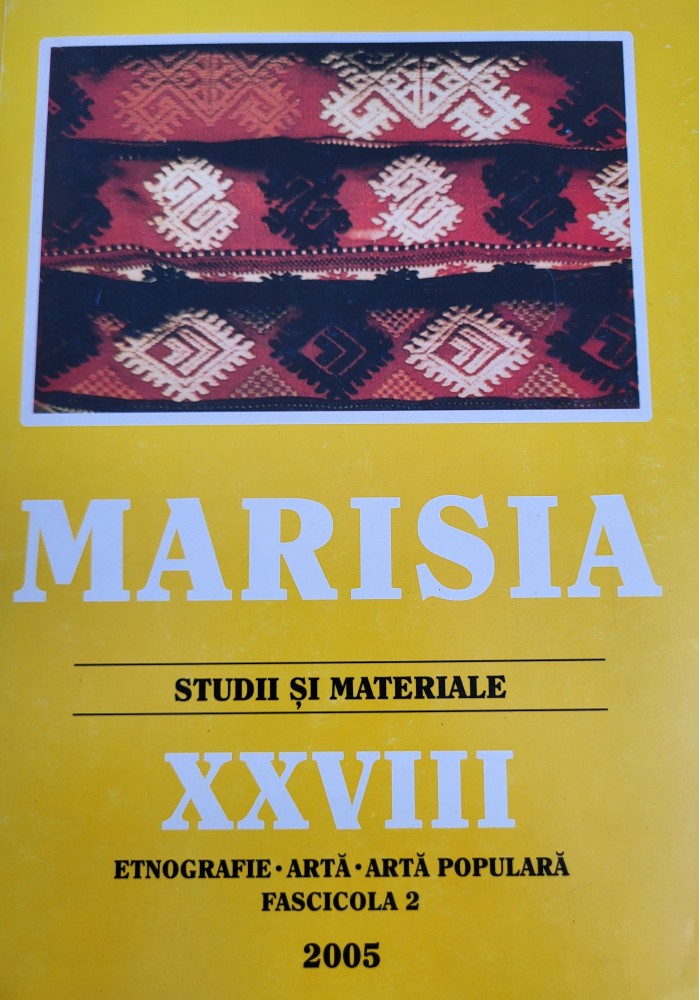 MARISIA
STUDII ȘI MATERIALE
XXVIII
ETNOGRAFIE • ARTĂ • ARTĂ POPULARĂ
FASCICOLA 2
2005